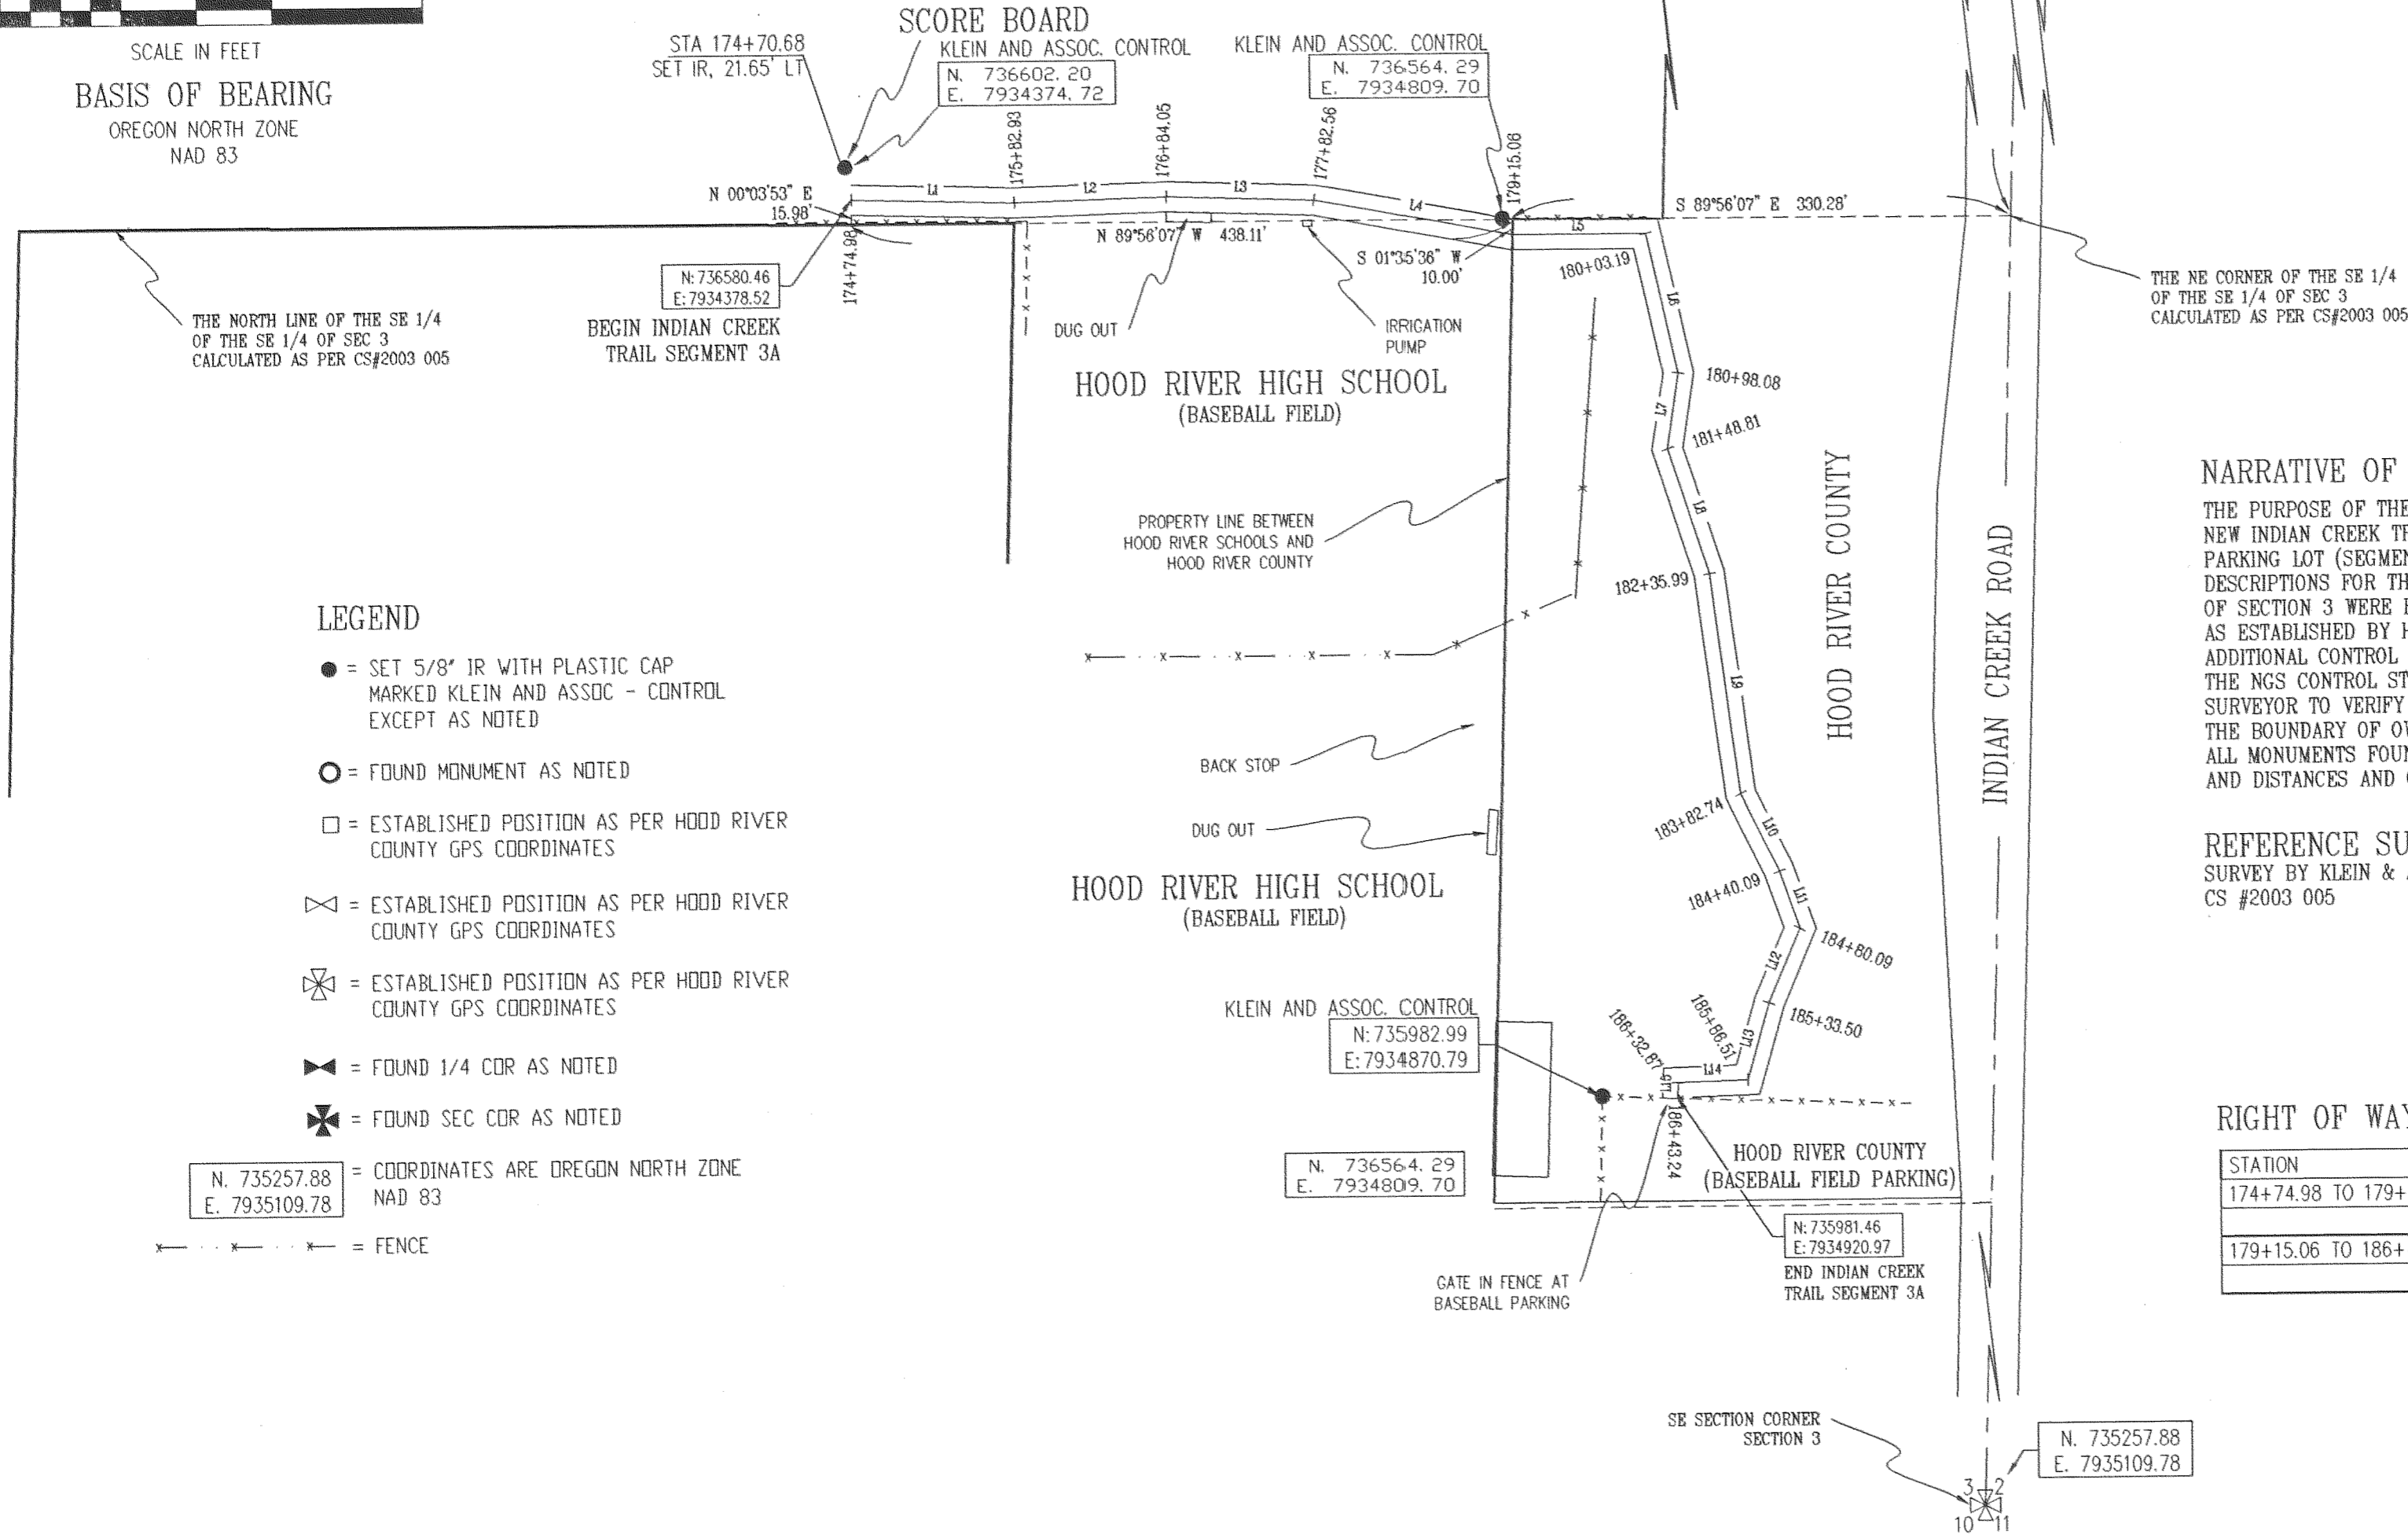 SCALE IN FEET
BASIS OF BEARING
OREGON NORTH ZONE
NAD 83
SCORE BOARD
STA 174+70.68
SET IR, 21.65' LT
KLEIN AND ASSOC. CONTROL
N. 736602.20
E. 7934374.72
KLEIN AND ASSOC. CONTROL
N. 736564.29
E. 7934809.70
175+82.93
176+84.05
177+82.56
179+15.06
N 00°03'53" E
15.98'
L1
L2
L3
L4
L5
S 89°56'07" E 330.28'
N 89°56'07" W 438.11'
S 01°35'36" W
10.00'
174+74.98
180+03.19
N:736580.46
E:7934378.52
BEGIN INDIAN CREEK
TRAIL SEGMENT 3A
THE NORTH LINE OF THE SE 1/4
OF THE SE 1/4 OF SEC 3
CALCULATED AS PER CS#2003 005
DUG OUT
IRRIGATION
PUMP
THE NE CORNER OF THE SE 1/4
OF THE SE 1/4 OF SEC 3
CALCULATED AS PER CS#2003 005
HOOD RIVER HIGH SCHOOL
(BASEBALL FIELD)
L6
180+98.08
L7
181+48.81
L8
182+35.99
L9
183+82.74
L10
184+40.09
L11
184+80.09
L12
185+33.50
L13
185+86.51
L14
186+32.87
L15
186+43.24
PROPERTY LINE BETWEEN
HOOD RIVER SCHOOLS AND
HOOD RIVER COUNTY
HOOD RIVER COUNTY
INDIAN CREEK ROAD
NARRATIVE OF
THE PURPOSE OF THE
NEW INDIAN CREEK TR
PARKING LOT (SEGMEN
DESCRIPTIONS FOR TH
OF SECTION 3 WERE
AS ESTABLISHED BY H
ADDITIONAL CONTROL
THE NGS CONTROL ST
SURVEYOR TO VERIFY
THE BOUNDARY OF OW
ALL MONUMENTS FOUN
AND DISTANCES AND
REFERENCE SU
SURVEY BY KLEIN &
CS #2003 005
LEGEND
= SET 5/8" IR WITH PLASTIC CAP
MARKED KLEIN AND ASSOC - CONTROL
EXCEPT AS NOTED
= FOUND MONUMENT AS NOTED
= ESTABLISHED POSITION AS PER HOOD RIVER
COUNTY GPS COORDINATES
= ESTABLISHED POSITION AS PER HOOD RIVER
COUNTY GPS COORDINATES
= ESTABLISHED POSITION AS PER HOOD RIVER
COUNTY GPS COORDINATES
= FOUND 1/4 COR AS NOTED
= FOUND SEC COR AS NOTED
N. 735257.88
E. 7935109.78
= COORDINATES ARE OREGON NORTH ZONE
NAD 83
= FENCE
BACK STOP
DUG OUT
HOOD RIVER HIGH SCHOOL
(BASEBALL FIELD)
KLEIN AND ASSOC. CONTROL
N:735982.99
E:7934870.79
N. 736564.29
E. 7934809.70
HOOD RIVER COUNTY
(BASEBALL FIELD PARKING)
N:735981.46
E:7934920.97
END INDIAN CREEK
TRAIL SEGMENT 3A
GATE IN FENCE AT
BASEBALL PARKING
RIGHT OF WAY
STATION
174+74.98 TO 179+
179+15.06 TO 186+
SE SECTION CORNER
SECTION 3
N. 735257.88
E. 7935109.78
3 2
10 11